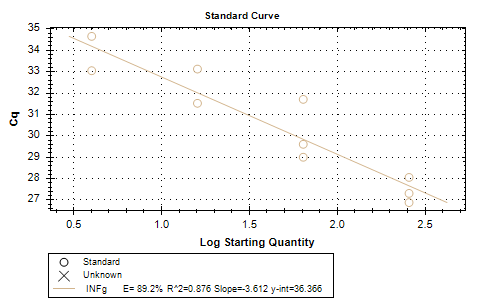 Standard Curve
35
34
33
32
31
30
29
28
27
Cq
0.5 1.0 1.5 2.0 2.5
Log Starting Quantity
Standard
Unknown
INFg E= 89.2% R^2=0.876 Slope=-3.612 y-int=36.366